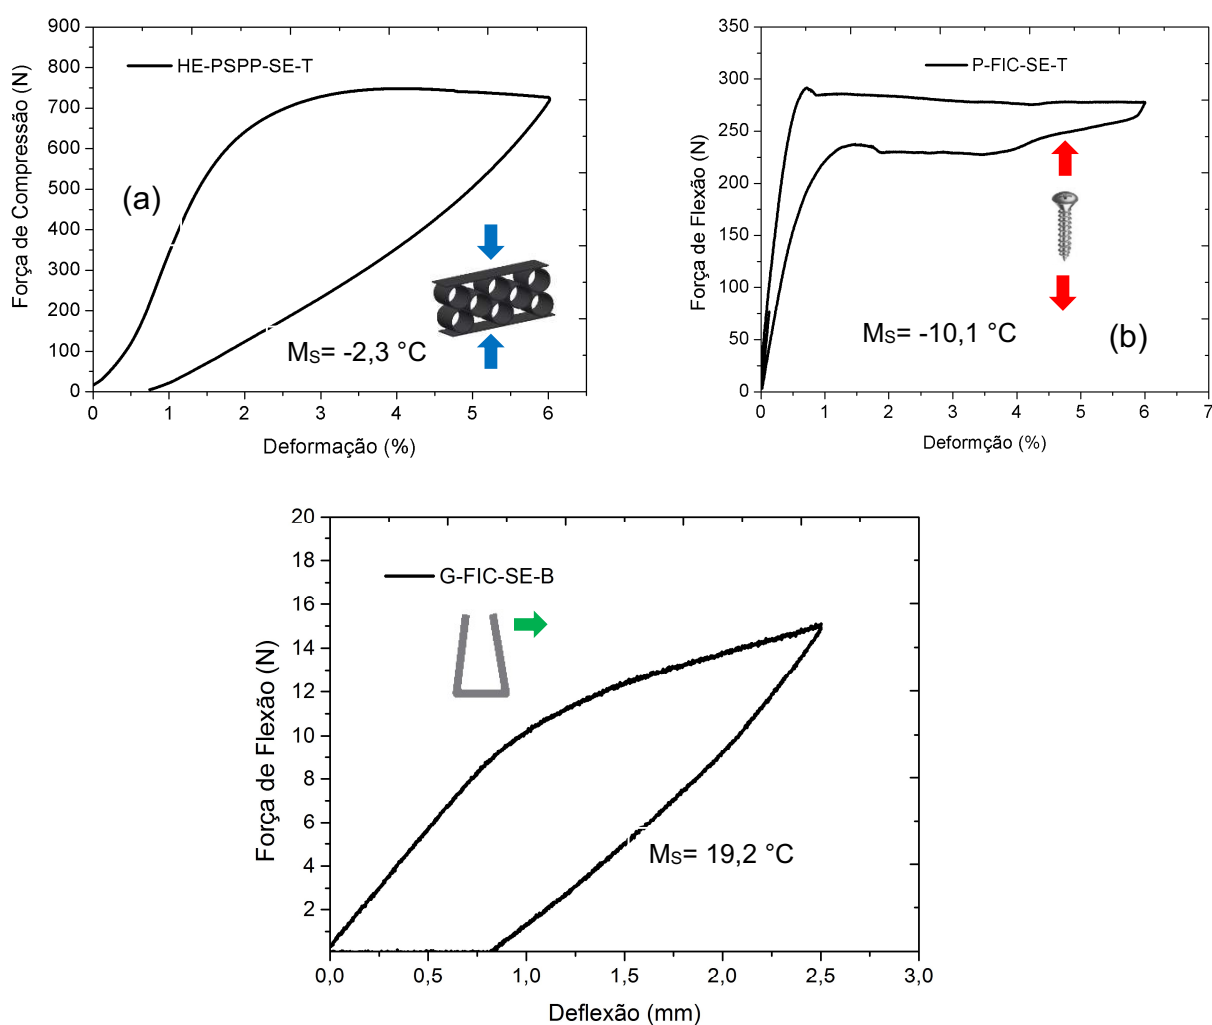 900
800
700
600
500
400
300
200
100
0
Força de Compressão (N)
HE-PSPP-SE-T
(a)
MS= -2,3 °C
0 1 2 3 4 5 6
Deformação (%)
350
300
250
200
150
100
50
0
Força de Flexão (N)
P-FIC-SE-T
MS= -10,1 °C
(b)
0 1 2 3 4 5 6 7
Deformção (%)
20
18
16
14
12
10
8
6
4
2
Força de Flexão (N)
G-FIC-SE-B
MS= 19,2 °C
0,0 0,5 1,0 1,5 2,0 2,5 3,0
Deflexão (mm)